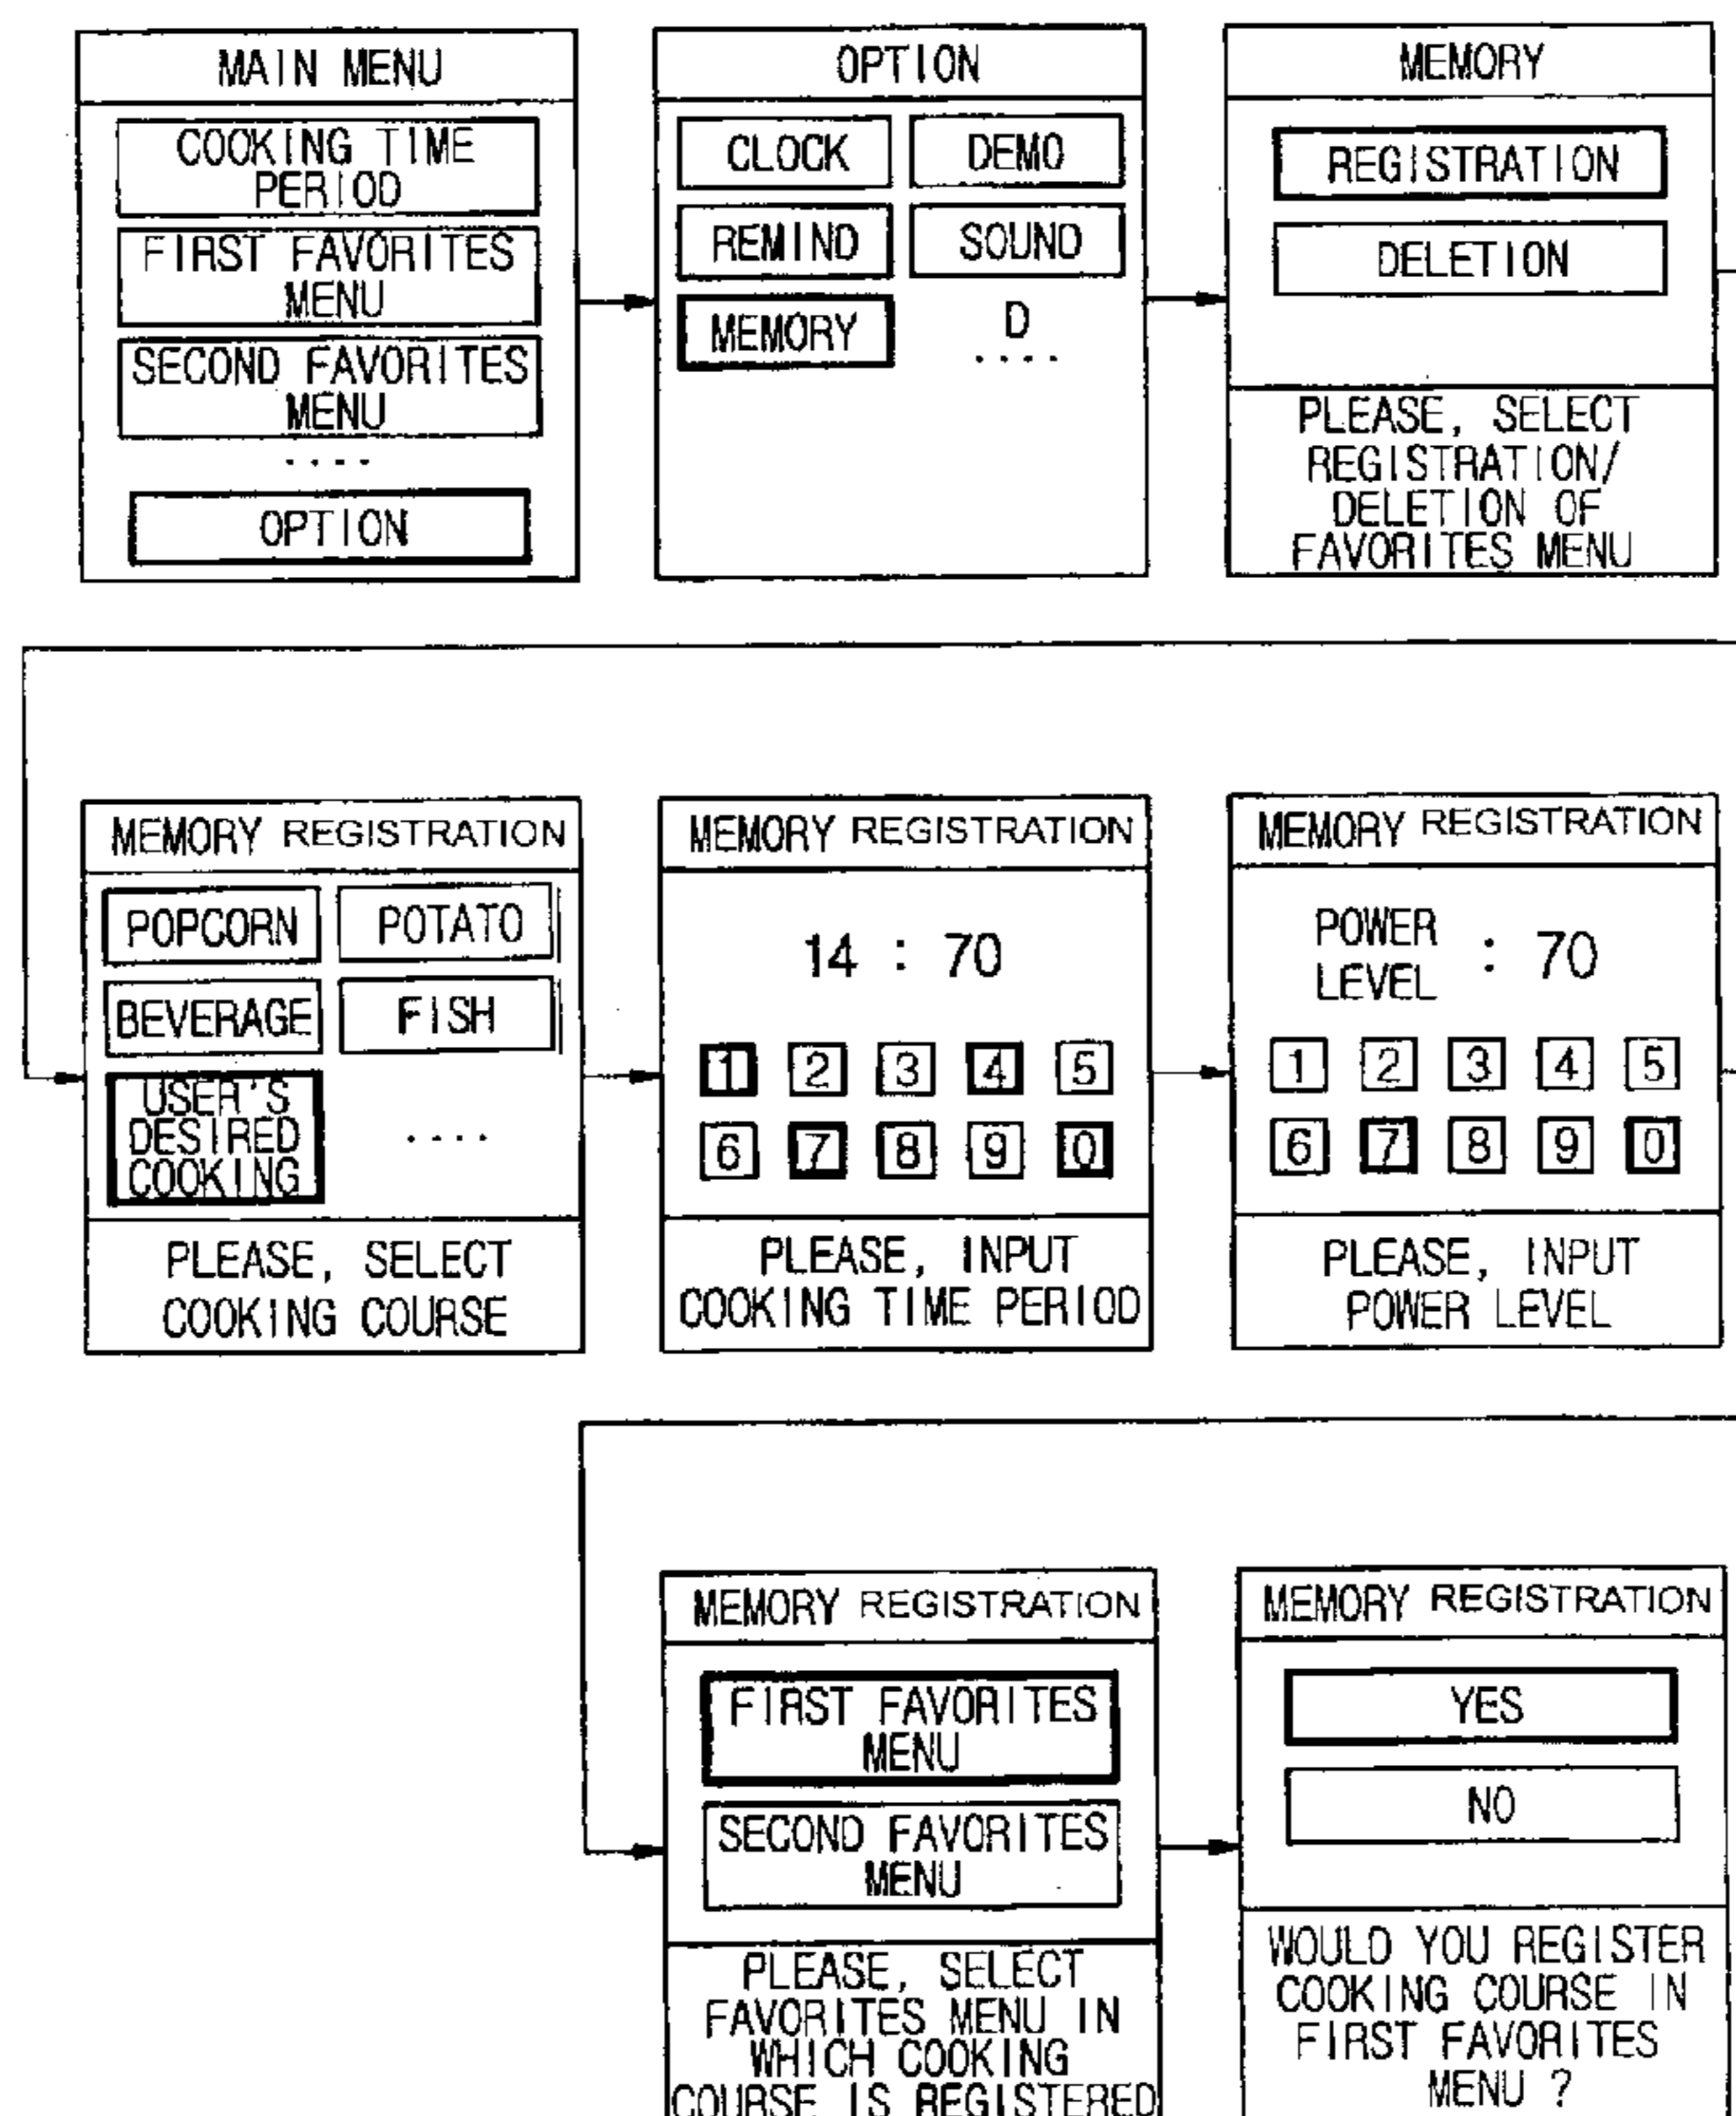 MAIN MENU
COOKING TIME
PERIOD
FIRST FAVORITES
MENU
SECOND FAVORITES
MENU
....
OPTION
OPTION
CLOCK DEMO
REMIND SOUND
MEMORY D
....
MEMORY
REGISTRATION
DELETION
PLEASE, SELECT
REGISTRATION/
DELETION OF
FAVORITES MENU
MEMORY REGISTRATION
POPCORN POTATO
BEVERAGE FISH
USER'S
DESIRED
COOKING
....
PLEASE, SELECT
COOKING COURSE
MEMORY REGISTRATION
14 : 70
1 2 3 4 5
6 7 8 9 0
PLEASE, INPUT
COOKING TIME PERIOD
MEMORY REGISTRATION
POWER
LEVEL : 70
1 2 3 4 5
6 7 8 9 0
PLEASE, INPUT
POWER LEVEL
MEMORY REGISTRATION
FIRST FAVORITES
MENU
SECOND FAVORITES
MENU
PLEASE, SELECT
FAVORITES MENU IN
WHICH COOKING
COURSE IS REGISTERED
MEMORY REGISTRATION
YES
NO
WOULD YOU REGISTER
COOKING COURSE IN
FIRST FAVORITES
MENU ?